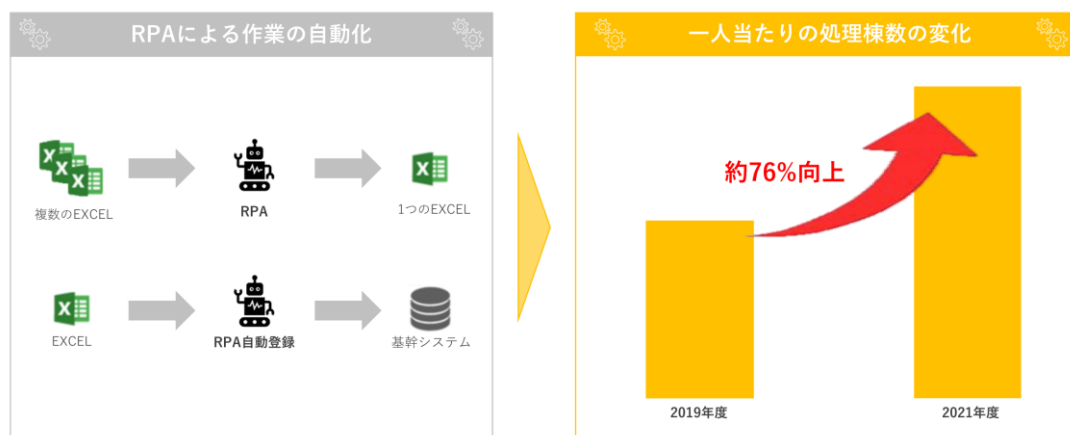 RPAによる作業の自動化
複数のEXCEL
RPA
1つのEXCEL
EXCEL
RPA自動登録
基幹システム
一人当たりの処理棟数の変化
約76%向上
2019年度
2021年度